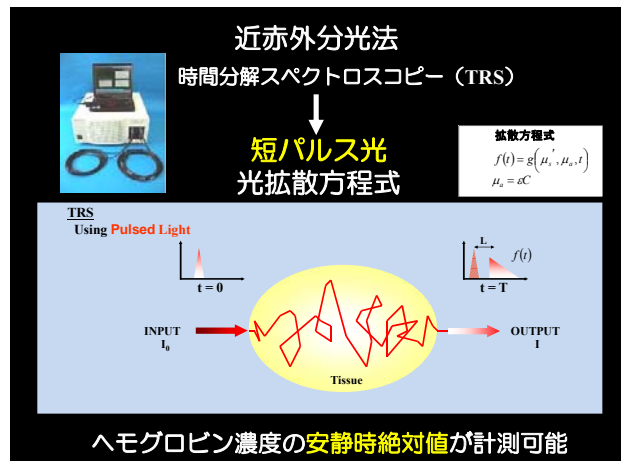 近赤外分光法
時間分解スペクトロスコピー（TRS）
短パルス光
光拡散方程式
拡散方程式
f(t)=g(μs′,μa,t)
μa=εC
TRS
Using Pulsed Light
t = 0
L
f(t)
t = T
INPUT
I0
OUTPUT
I
Tissue
ヘモグロビン濃度の安静時絶対値が計測可能